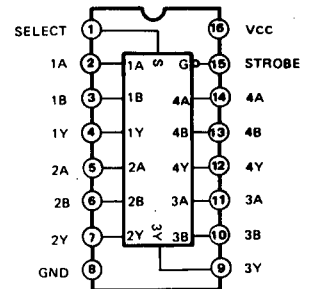 SELECT 1 16 VCC
S G 15 STROBE
1A 2 1A
4A 14 4A
1B 3 1B
4B 13 4B
1Y 4 1Y
4Y 12 4Y
2A 5 2A
3A 11 3A
2B 6 2B
3B 10 3B
2Y 7 2Y 3Y
GND 8 9 3Y